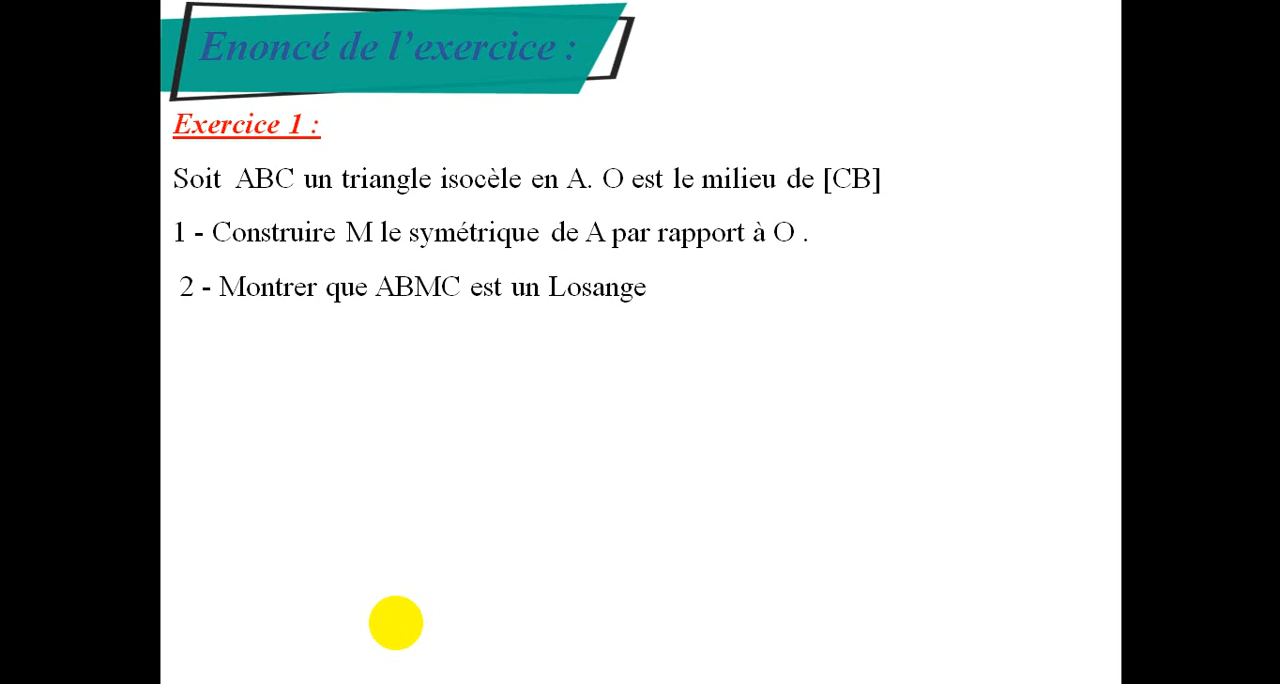 Enoncé de l’exercice :
Exercice 1 :
Soit ABC un triangle isocèle en A. O est le milieu de [CB]
1 - Construire M le symétrique de A par rapport à O .
2 - Montrer que ABMC est un Losange